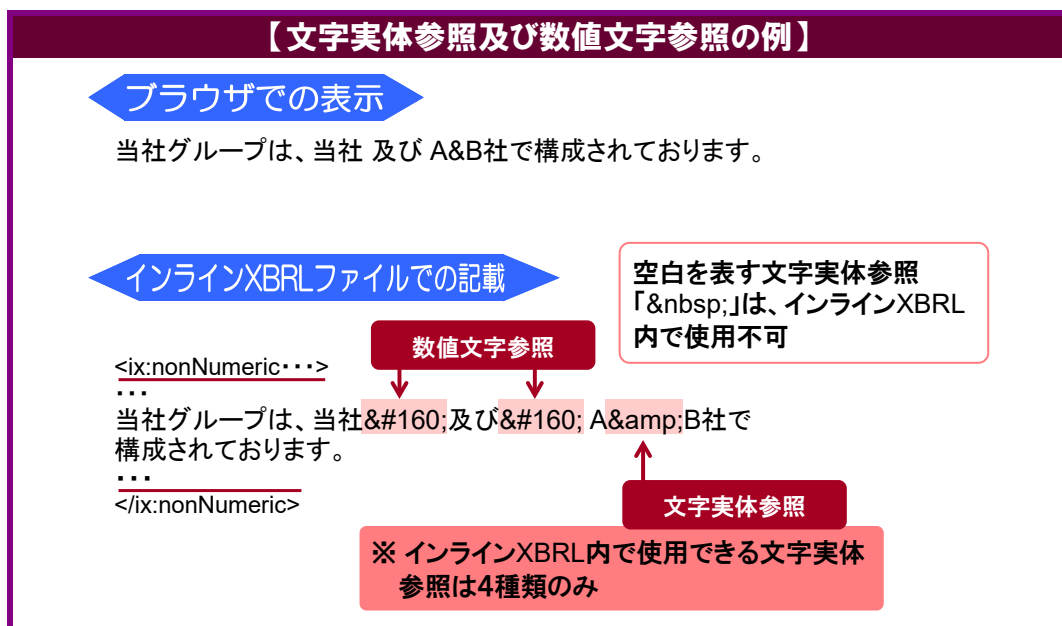 【文字実体参照及び数値文字参照の例】
ブラウザでの表示
当社グループは、当社 及び A&B社で構成されております。
インラインXBRLファイルでの記載
空白を表す文字実体参照
「&nbsp;」は、インラインXBRL
内で使用不可
数値文字参照
<ix:nonNumeric・・・>
・・・
当社グループは、当社&#160;及び&#160; A&amp;B社で
構成されております。
・・・
</ix:nonNumeric>
文字実体参照
※ インラインXBRL内で使用できる文字実体
参照は4種類のみ